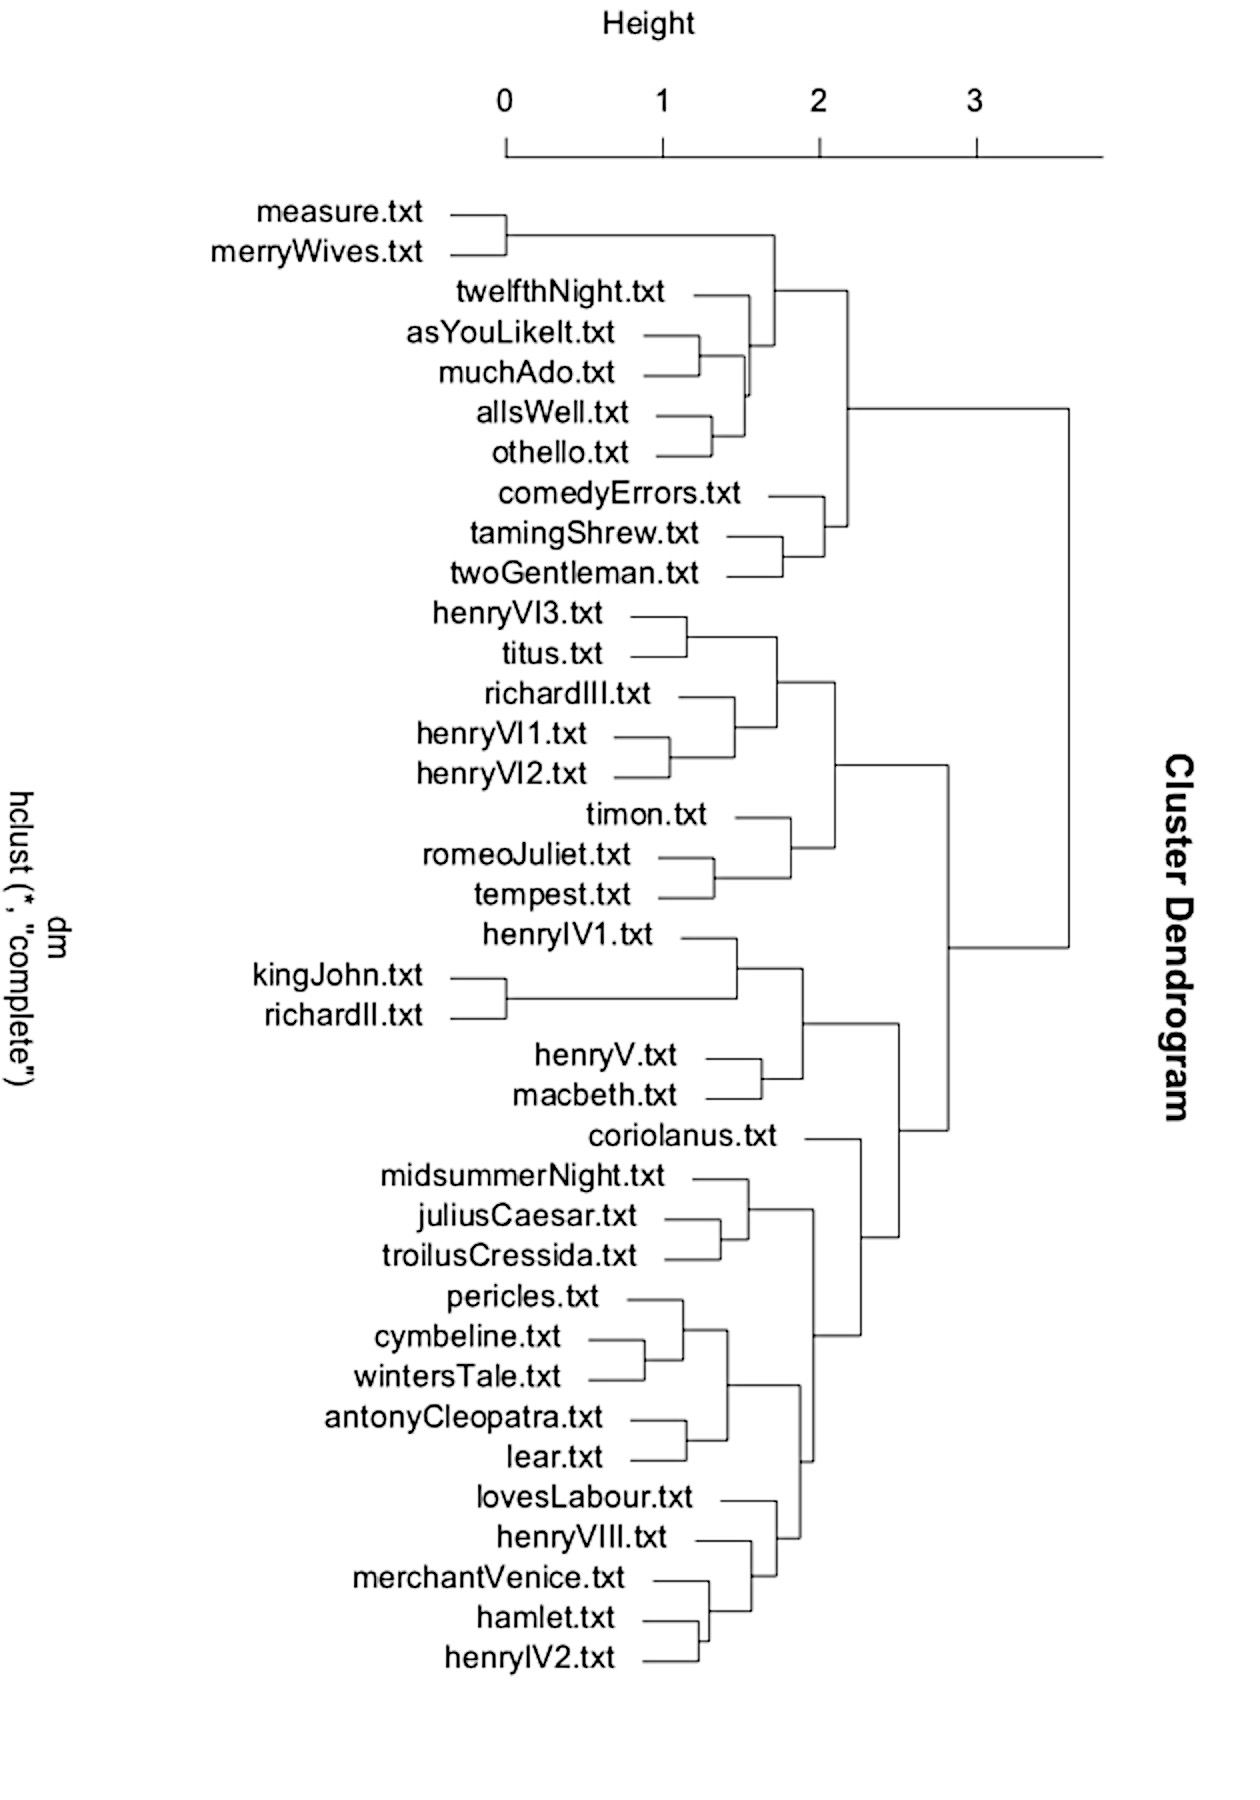 Height
0 1 2 3
measure.txt
merryWives.txt
twelfthNight.txt
asYouLikeIt.txt
muchAdo.txt
allsWell.txt
othello.txt
comedyErrors.txt
tamingShrew.txt
twoGentleman.txt
henryVI3.txt
titus.txt
richardIII.txt
henryVI1.txt
henryVI2.txt
timon.txt
romeoJuliet.txt
tempest.txt
henryIV1.txt
kingJohn.txt
richardII.txt
henryV.txt
macbeth.txt
coriolanus.txt
midsummerNight.txt
juliusCaesar.txt
troilusCressida.txt
pericles.txt
cymbeline.txt
wintersTale.txt
antonyCleopatra.txt
lear.txt
lovesLabour.txt
henryVIII.txt
merchantVenice.txt
hamlet.txt
henryIV2.txt
Cluster Dendrogram
dm
hclust (*, "complete")